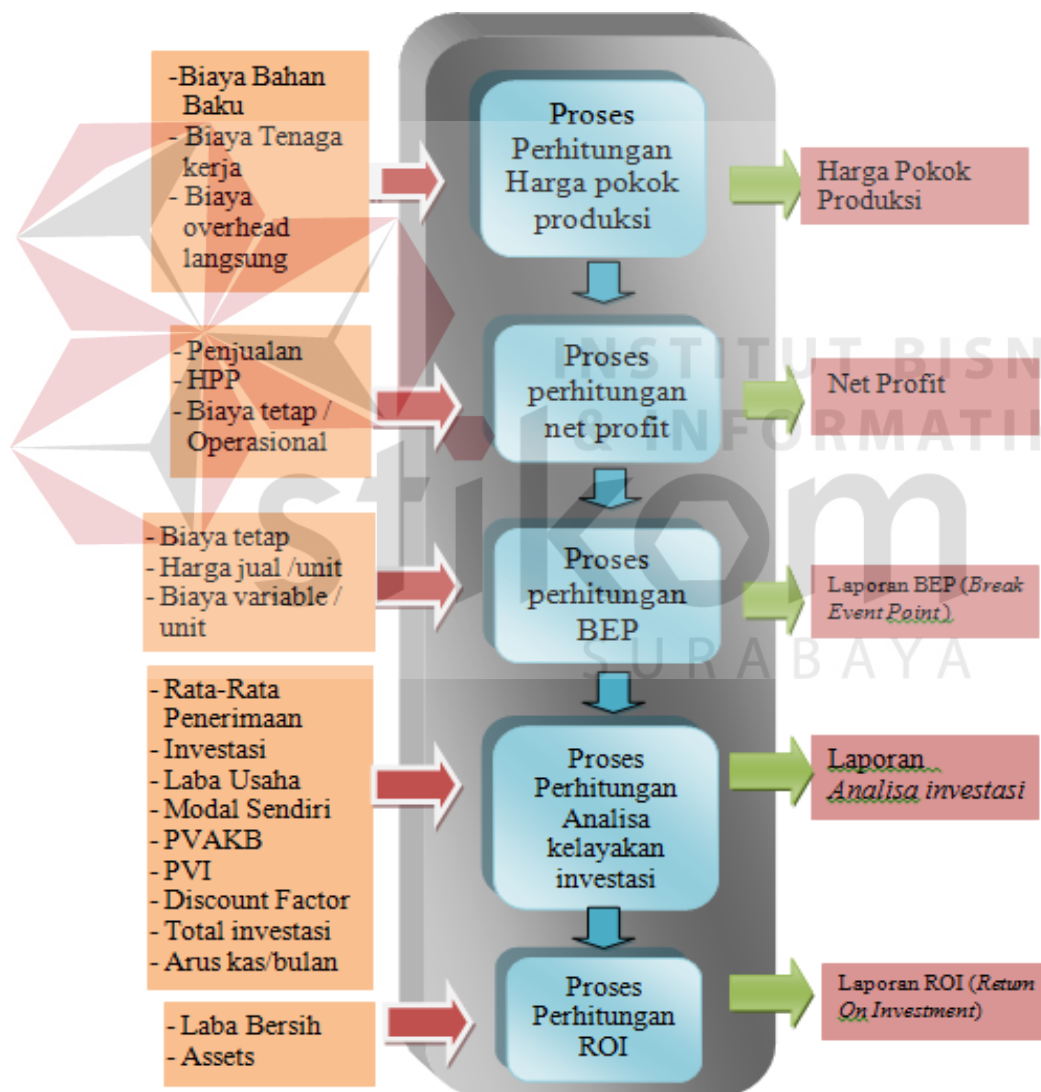 -Biaya Bahan
Baku
- Biaya Tenaga
kerja
- Biaya
overhead
langsung
Proses
Perhitungan
Harga pokok
produksi
Harga Pokok
Produksi
- Penjualan
- HPP
- Biaya tetap /
Operasional
Proses
perhitungan
net profit
Net Profit
- Biaya tetap
- Harga jual /unit
- Biaya variable /
unit
Proses
perhitungan
BEP
Laporan BEP (Break
Event Point )
- Rata-Rata
Penerimaan
- Investasi
- Laba Usaha
- Modal Sendiri
- PVAKB
- PVI
- Discount Factor
- Total investasi
- Arus kas/bulan
Proses
Perhitungan
Analisa
kelayakan
investasi
Laporan
Analisa investasi
- Laba Bersih
- Assets
Proses
Perhitungan
ROI
Laporan ROI (Return
On Investment)
INSTITUT BISN
& INFORMATIK
stikom
SURABAYA